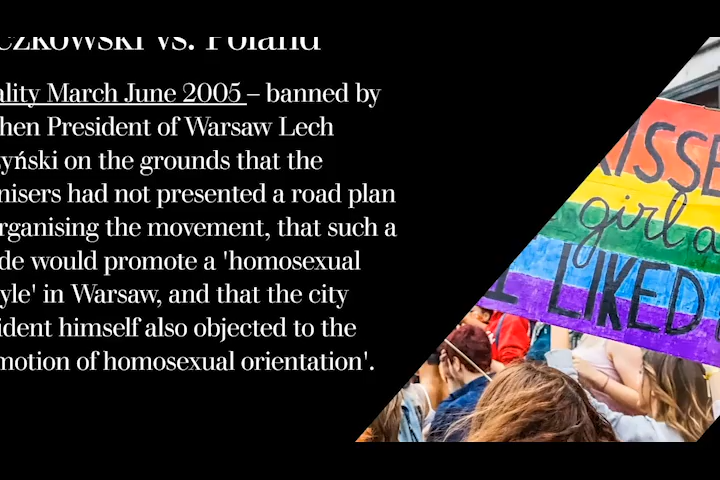 czkowski vs. Poland
ality March June 2005 – banned by
hen President of Warsaw Lech
zyński on the grounds that the
nisers had not presented a road plan
rganising the movement, that such a
de would promote a 'homosexual
yle' in Warsaw, and that the city
ident himself also objected to the
motion of homosexual orientation'.
KISSE
girl a
I LIKED